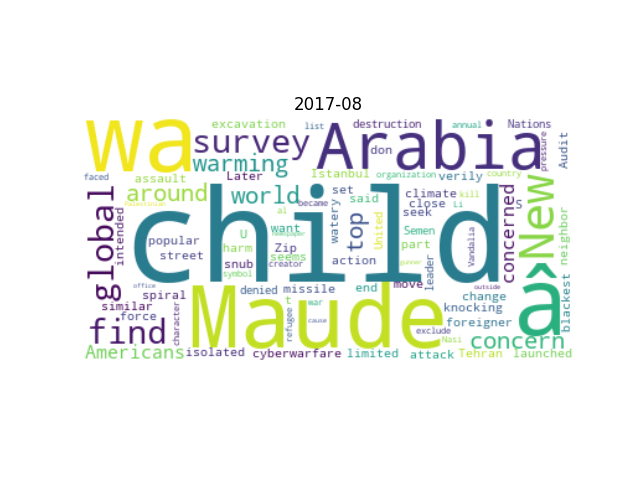 2017-08
excavation list destruction annual Nations
wa survey Arabia don pressure Audit
warming Later Istanbul organization verily country
faced assault around world set said climate close seek kill Li U S
global intended child watery top United Semen part concerned New neighbor
popular street U want harm seems Zip al newspaper action leader Vandalia
snub symbol creator move gunner outside a›
office denied missile t war end change blackest
spiral similar force character Maude refugee cause knocking
find foreigner exclude Nasi concern
Americans isolated cyberwarfare limited attack Tehran launched
became